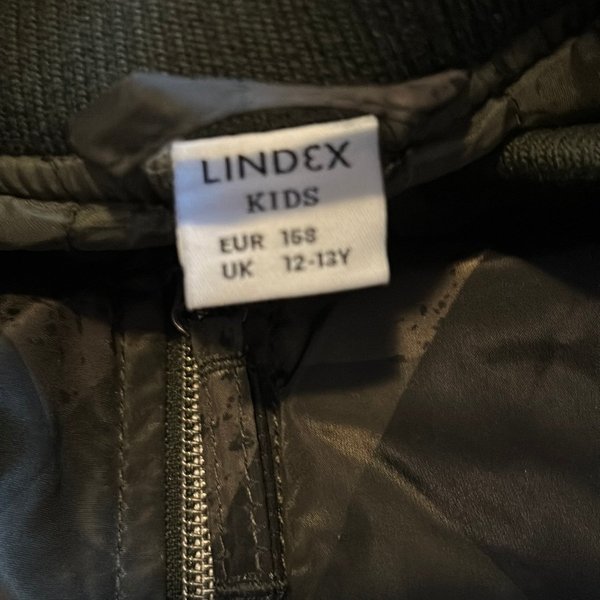 LINDEX
KIDS
EUR 158
UK 12-13Y